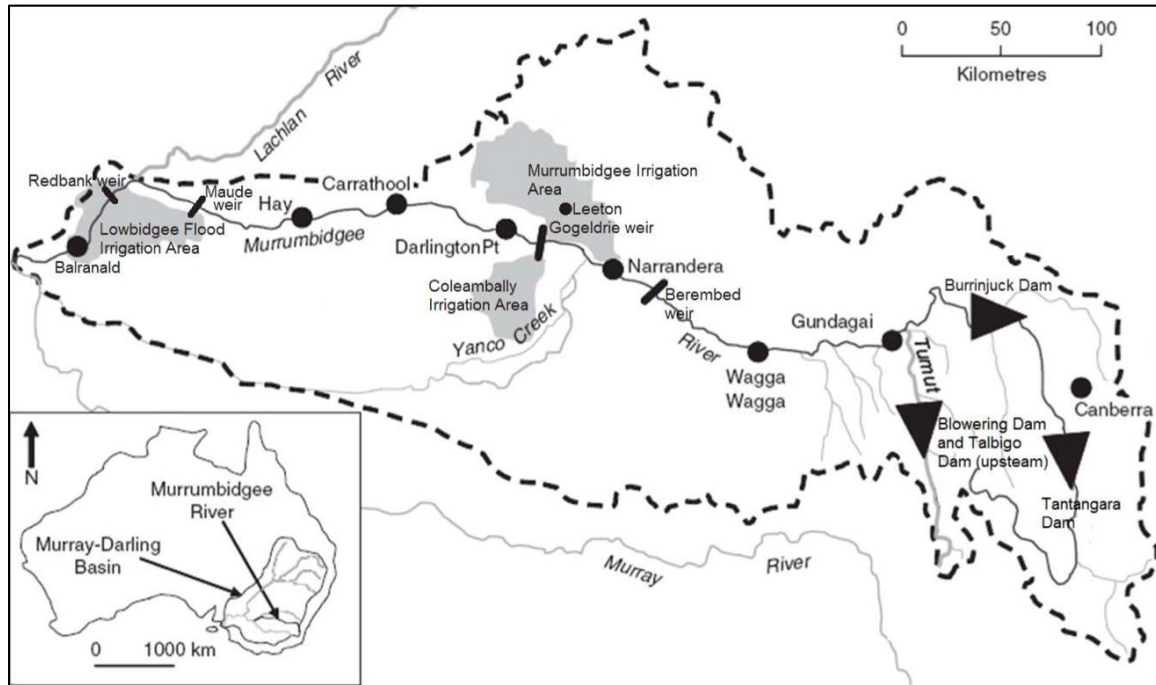 0 50 100
Kilometres
Lachlan River
Redbank weir
Maude
weir
Hay
Carrathool
Murrumbidgee Irrigation
Area
Leeton
Gogeldrie weir
Lowbidgee Flood
Irrigation Area
Murrumbidgee
Balranald
Darlington Pt
Narrandera
Coleambally
Irrigation Area
Berembed
weir
Yanco Creek
River
Burrinjuck Dam
Gundagai
Tumut
Wagga
Wagga
Canberra
Blowering Dam
and Talbigo
Dam (upsteam)
Tantangara
Dam
Murray River
N
Murrumbidgee
River
Murray-Darling
Basin
0 1000 km